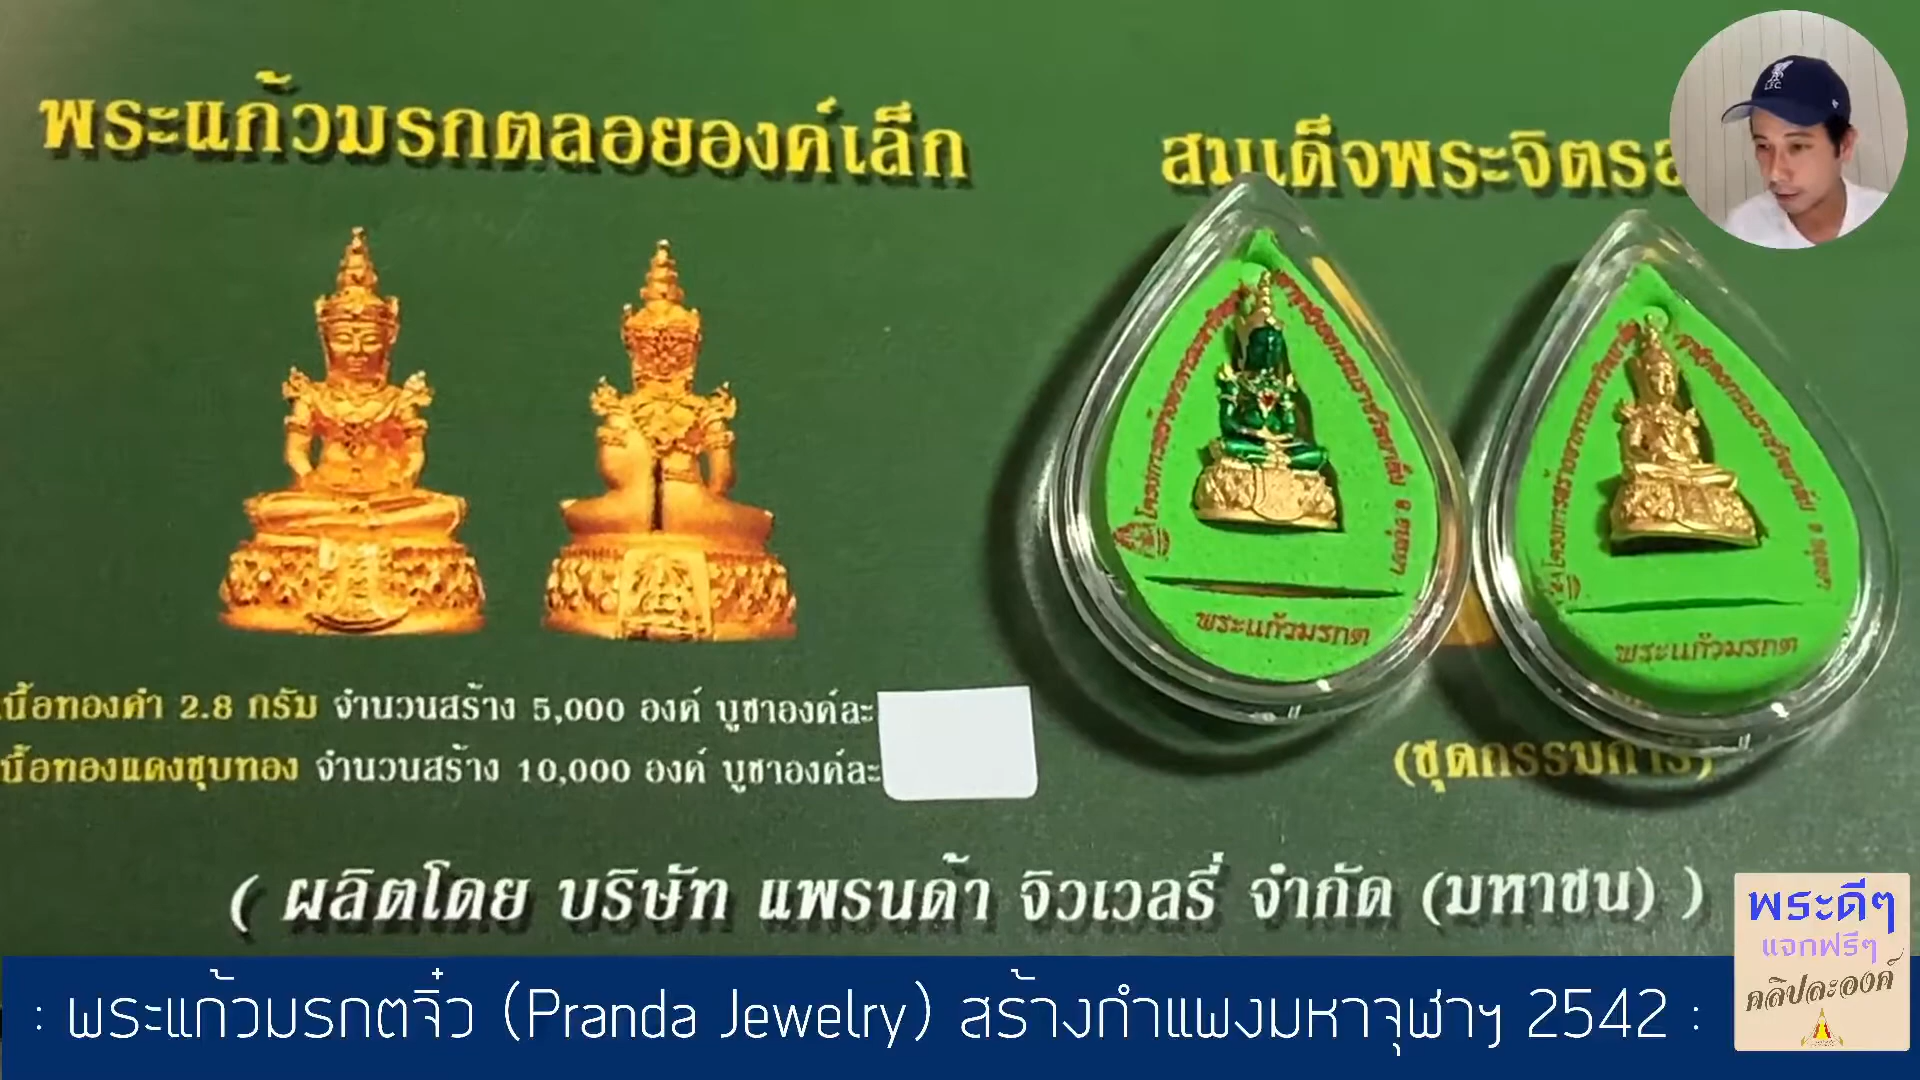 พระแก้วมรกตลอยองค์เล็ก
สมเด็จพระจิตร
เนื้อทองคำ 2.8 กรัม จำนวนสร้าง 5,000 องค์ บูชาองค์ละ
เนื้อทองแดงชุบทอง จำนวนสร้าง 10,000 องค์ บูชาองค์ละ
พระแก้วมรกต
พระแก้วมรกต
(ชุดกรรมการ)
( ผลิตโดย บริษัท แพรนด้า จิวเวลรี่ จำกัด (มหาชน) )
พระดีๆ
แจกฟรีๆ
คลิปละองค์
: พระแก้วมรกตจิ๋ว (Pranda Jewelry) สร้างกำแพงมหาจุฬาฯ 2542 :